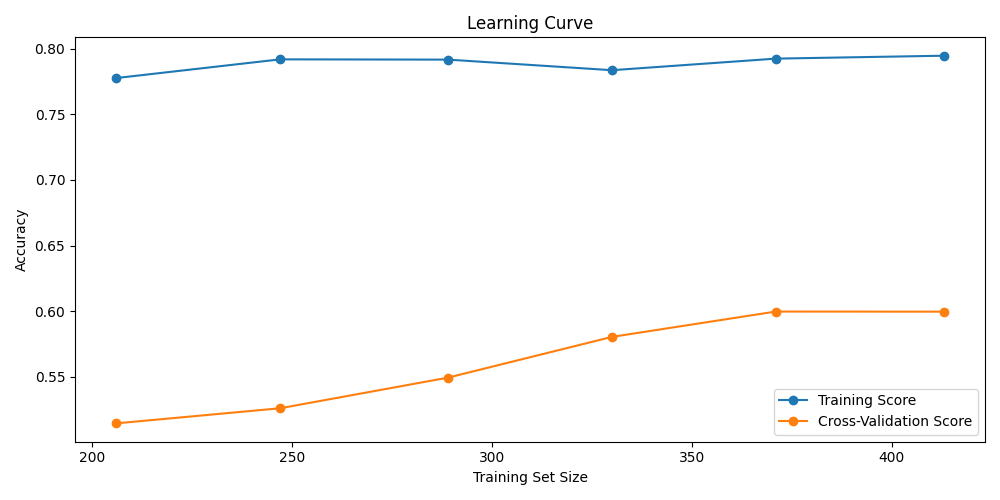 Learning Curve
0.80
0.75
0.70
0.65
0.60
0.55
Accuracy
200
250
300
350
400
Training Set Size
Training Score
Cross-Validation Score